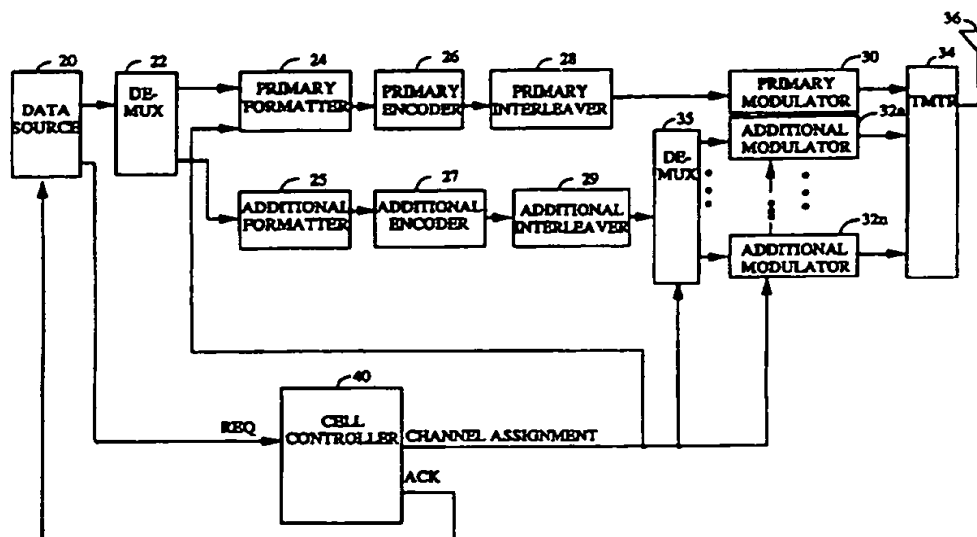 36
20
22
24
26
28
30
34
DATA
SOURCE
DE-
MUX
PRIMARY
FORMATTER
PRIMARY
ENCODER
PRIMARY
INTERLEAVER
PRIMARY
MODULATOR
TMTR
32a
35
ADDITIONAL
MODULATOR
DE-
MUX
25
27
29
ADDITIONAL
FORMATTER
ADDITIONAL
ENCODER
ADDITIONAL
INTERLEAVER
32n
ADDITIONAL
MODULATOR
40
REQ
CELL
CONTROLLER
CHANNEL ASSIGNMENT
ACK